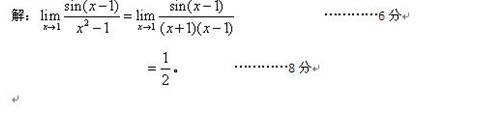 解：lim_{x→1} sin(x−1)/(x²−1) = lim_{x→1} sin(x−1)/((x+1)(x−1)) …………6 分↵
= 1/2。 …………8 分↵
↵